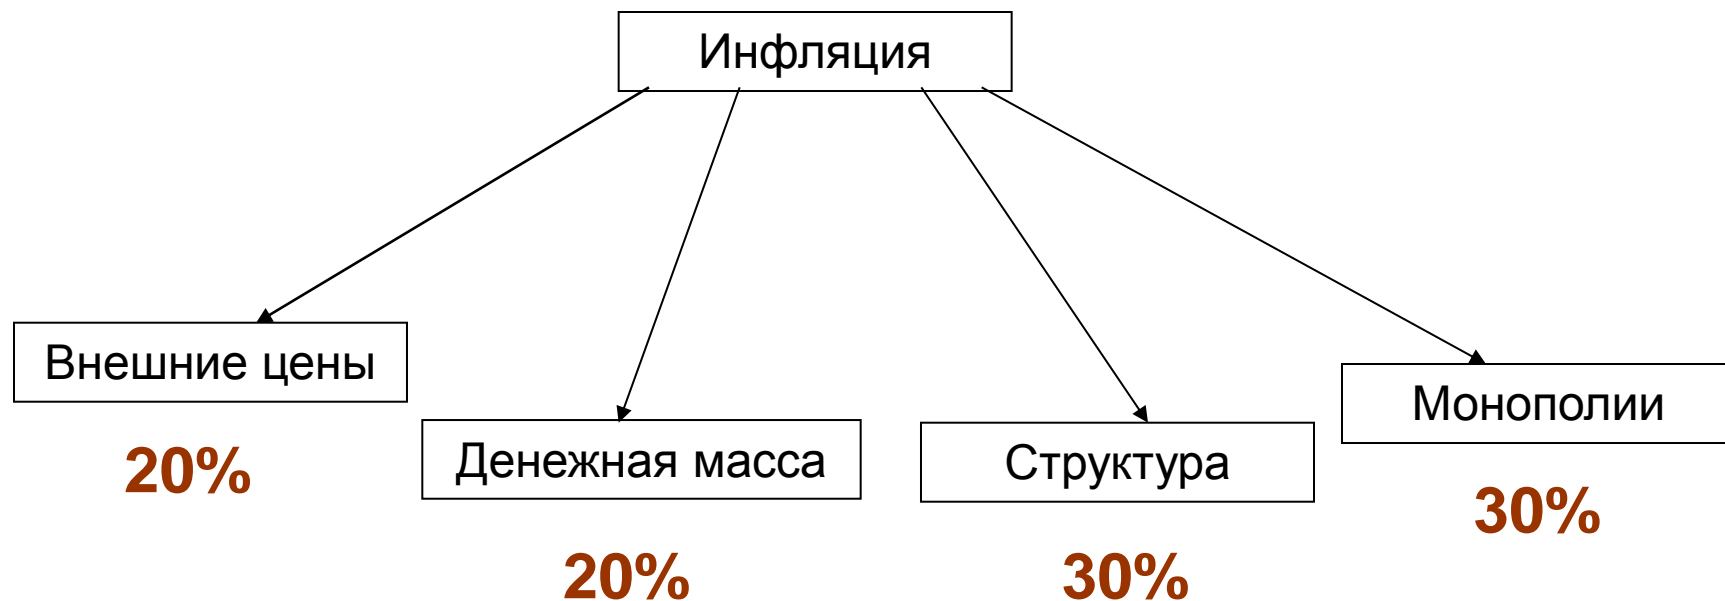 Инфляция
Внешние цены
20%
Денежная масса
20%
Структура
30%
Монополии
30%